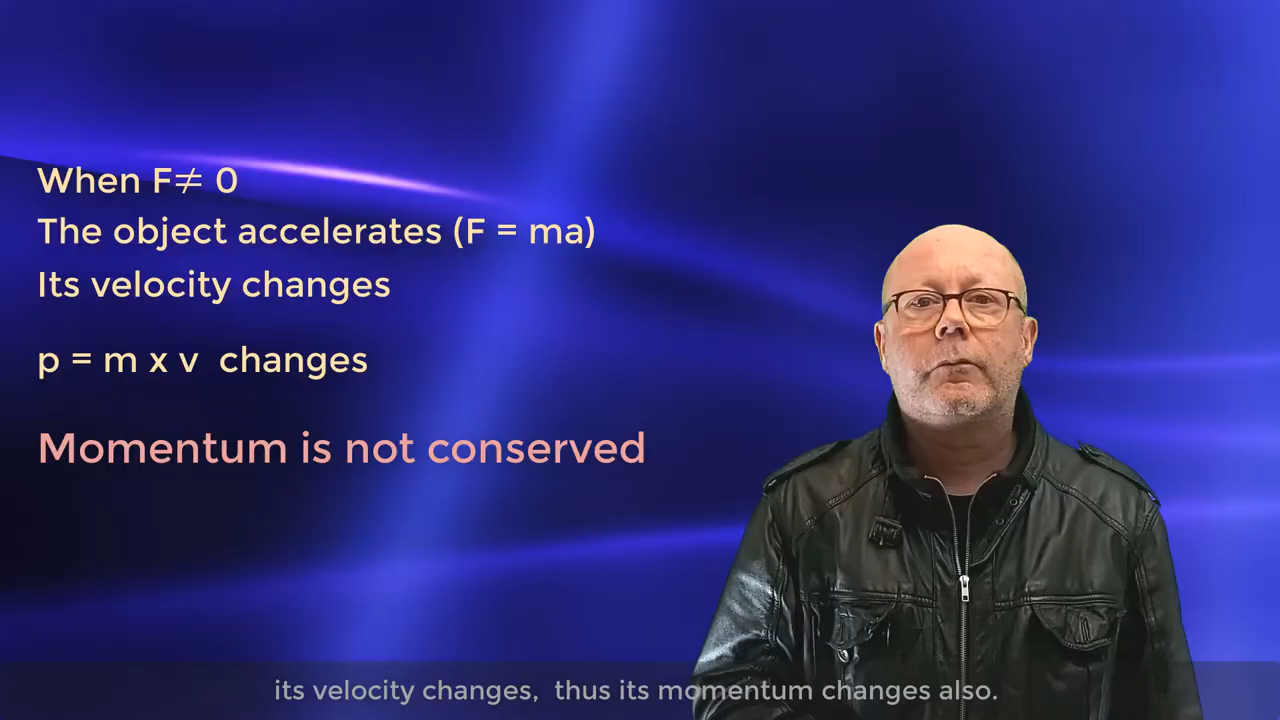 When F≠ 0
The object accelerates (F = ma)
Its velocity changes
p = m x v  changes
Momentum is not conserved
its velocity changes,  thus its momentum changes also.